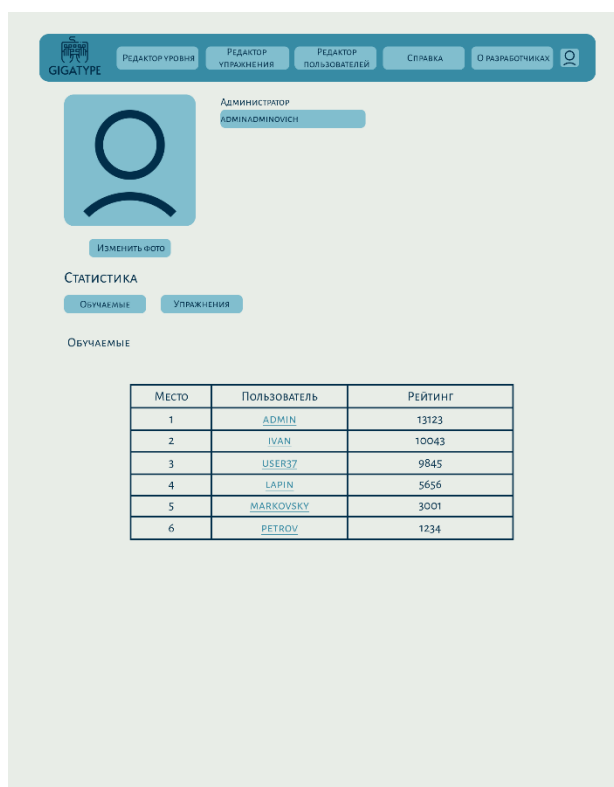 GIGATYPE
Редактор уровня
Редактор
упражнения
Редактор
пользователей
Справка
О разработчиках
Администратор
ADMINADMINOVICH
Изменить фото
Статистика
Обучаемые Упражнения
Обучаемые
Место Пользователь Рейтинг
1 ADMIN 13123
2 IVAN 10043
3 USER37 9845
4 LAPIN 5656
5 MARKOVSKY 3001
6 PETROV 1234